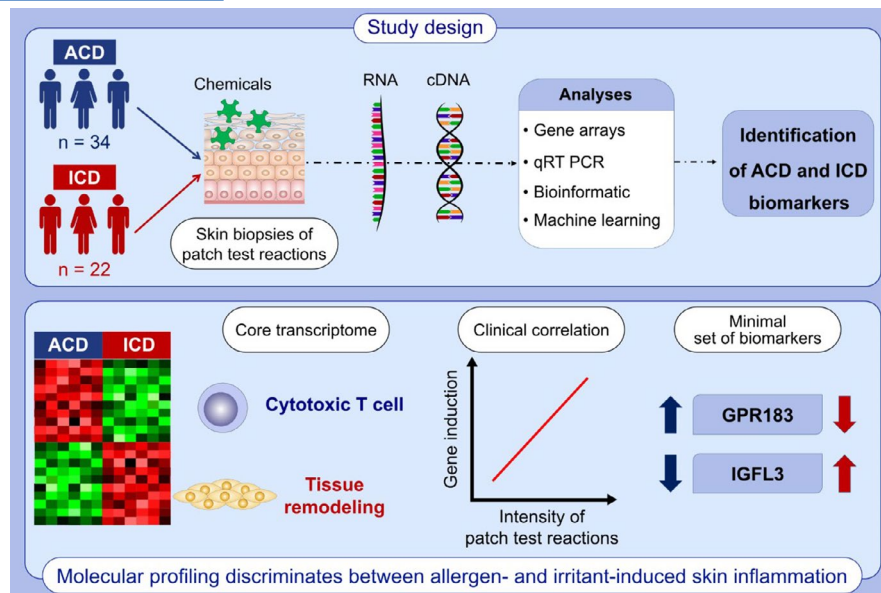 Study design
ACD
n = 34
ICD
n = 22
Chemicals
Skin biopsies of
patch test reactions
RNA
cDNA
Analyses
• Gene arrays
• qRT PCR
• Bioinformatic
• Machine learning
Identification
of ACD and ICD
biomarkers
ACD
ICD
Core transcriptome
Cytotoxic T cell
Tissue
remodeling
Clinical correlation
Gene induction
Intensity of
patch test reactions
Minimal
set of biomarkers
GPR183
IGFL3
Molecular profiling discriminates between allergen- and irritant-induced skin inflammation